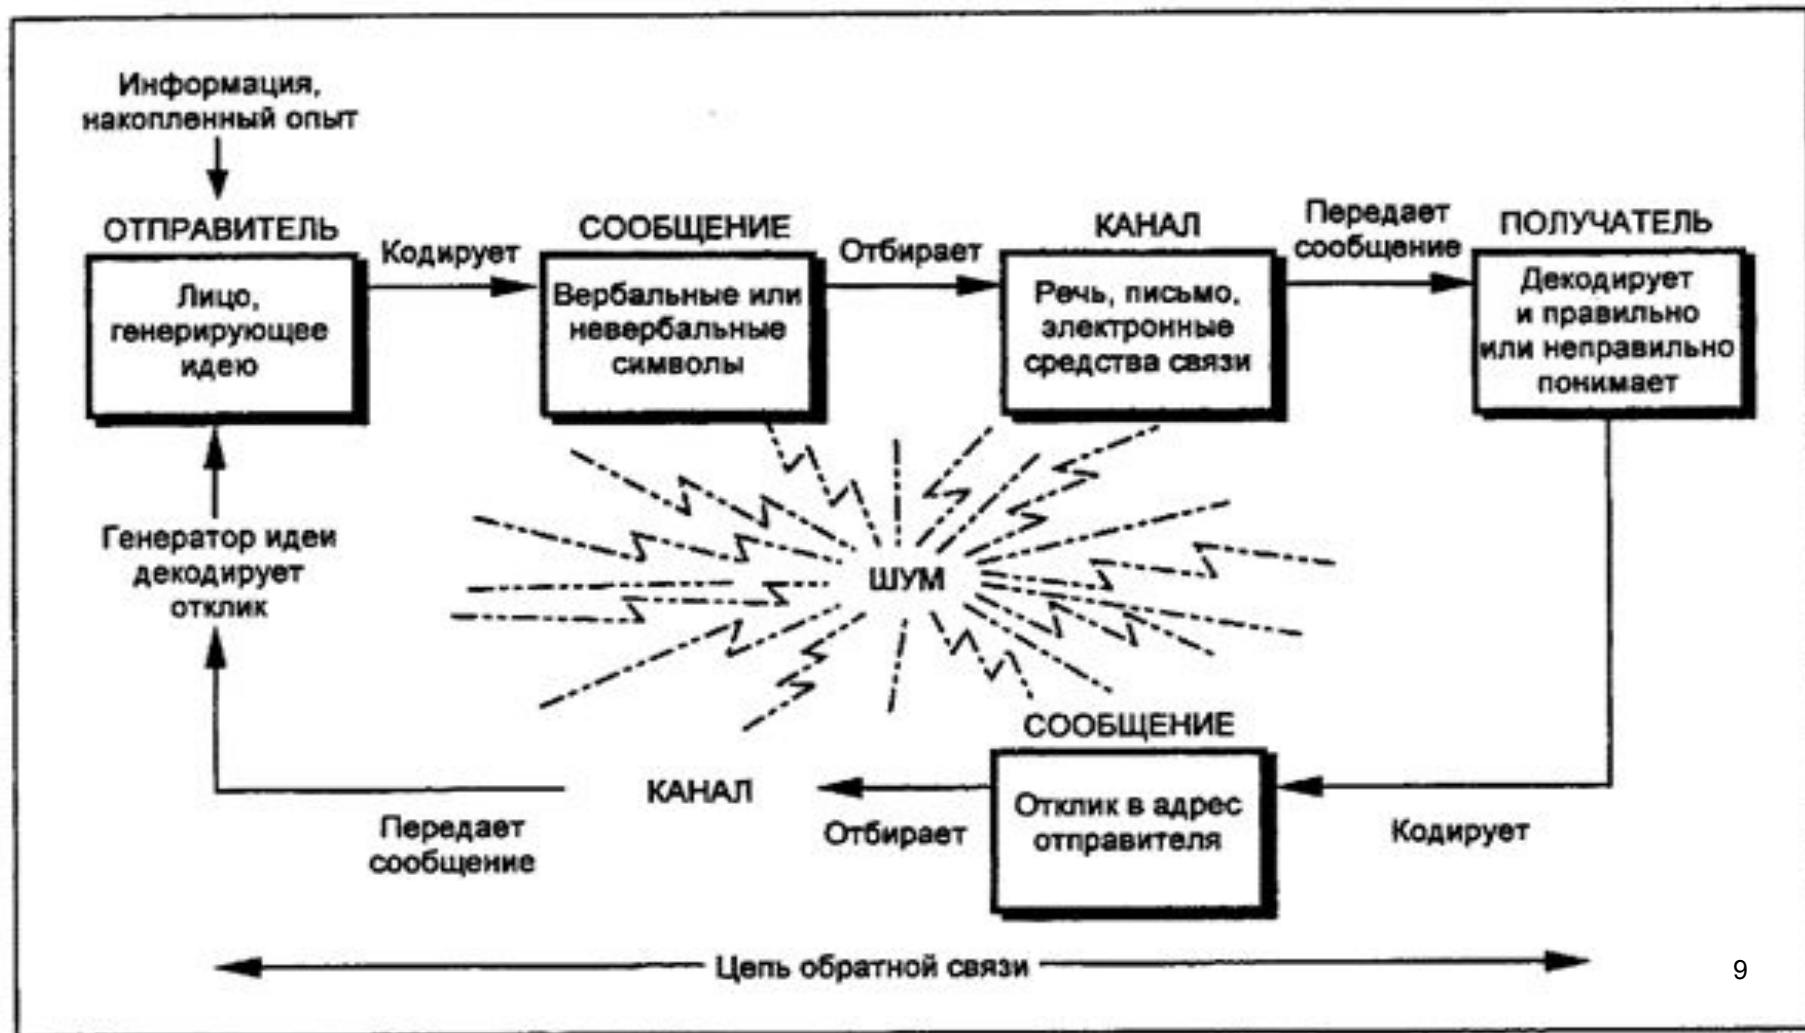 Информация,
накопленный опыт
ОТПРАВИТЕЛЬ
Лицо,
генерирующее
идею
Кодирует
СООБЩЕНИЕ
Вербальные или
невербальные
символы
Отбирает
КАНАЛ
Речь, письмо,
электронные
средства связи
Передает
сообщение
ПОЛУЧАТЕЛЬ
Декодирует
и правильно
или неправильно
понимает
ШУМ
Генератор идеи
декодирует
отклик
СООБЩЕНИЕ
Отклик в адрес
отправителя
Кодирует
Отбирает
КАНАЛ
Передает
сообщение
Цепь обратной связи
9